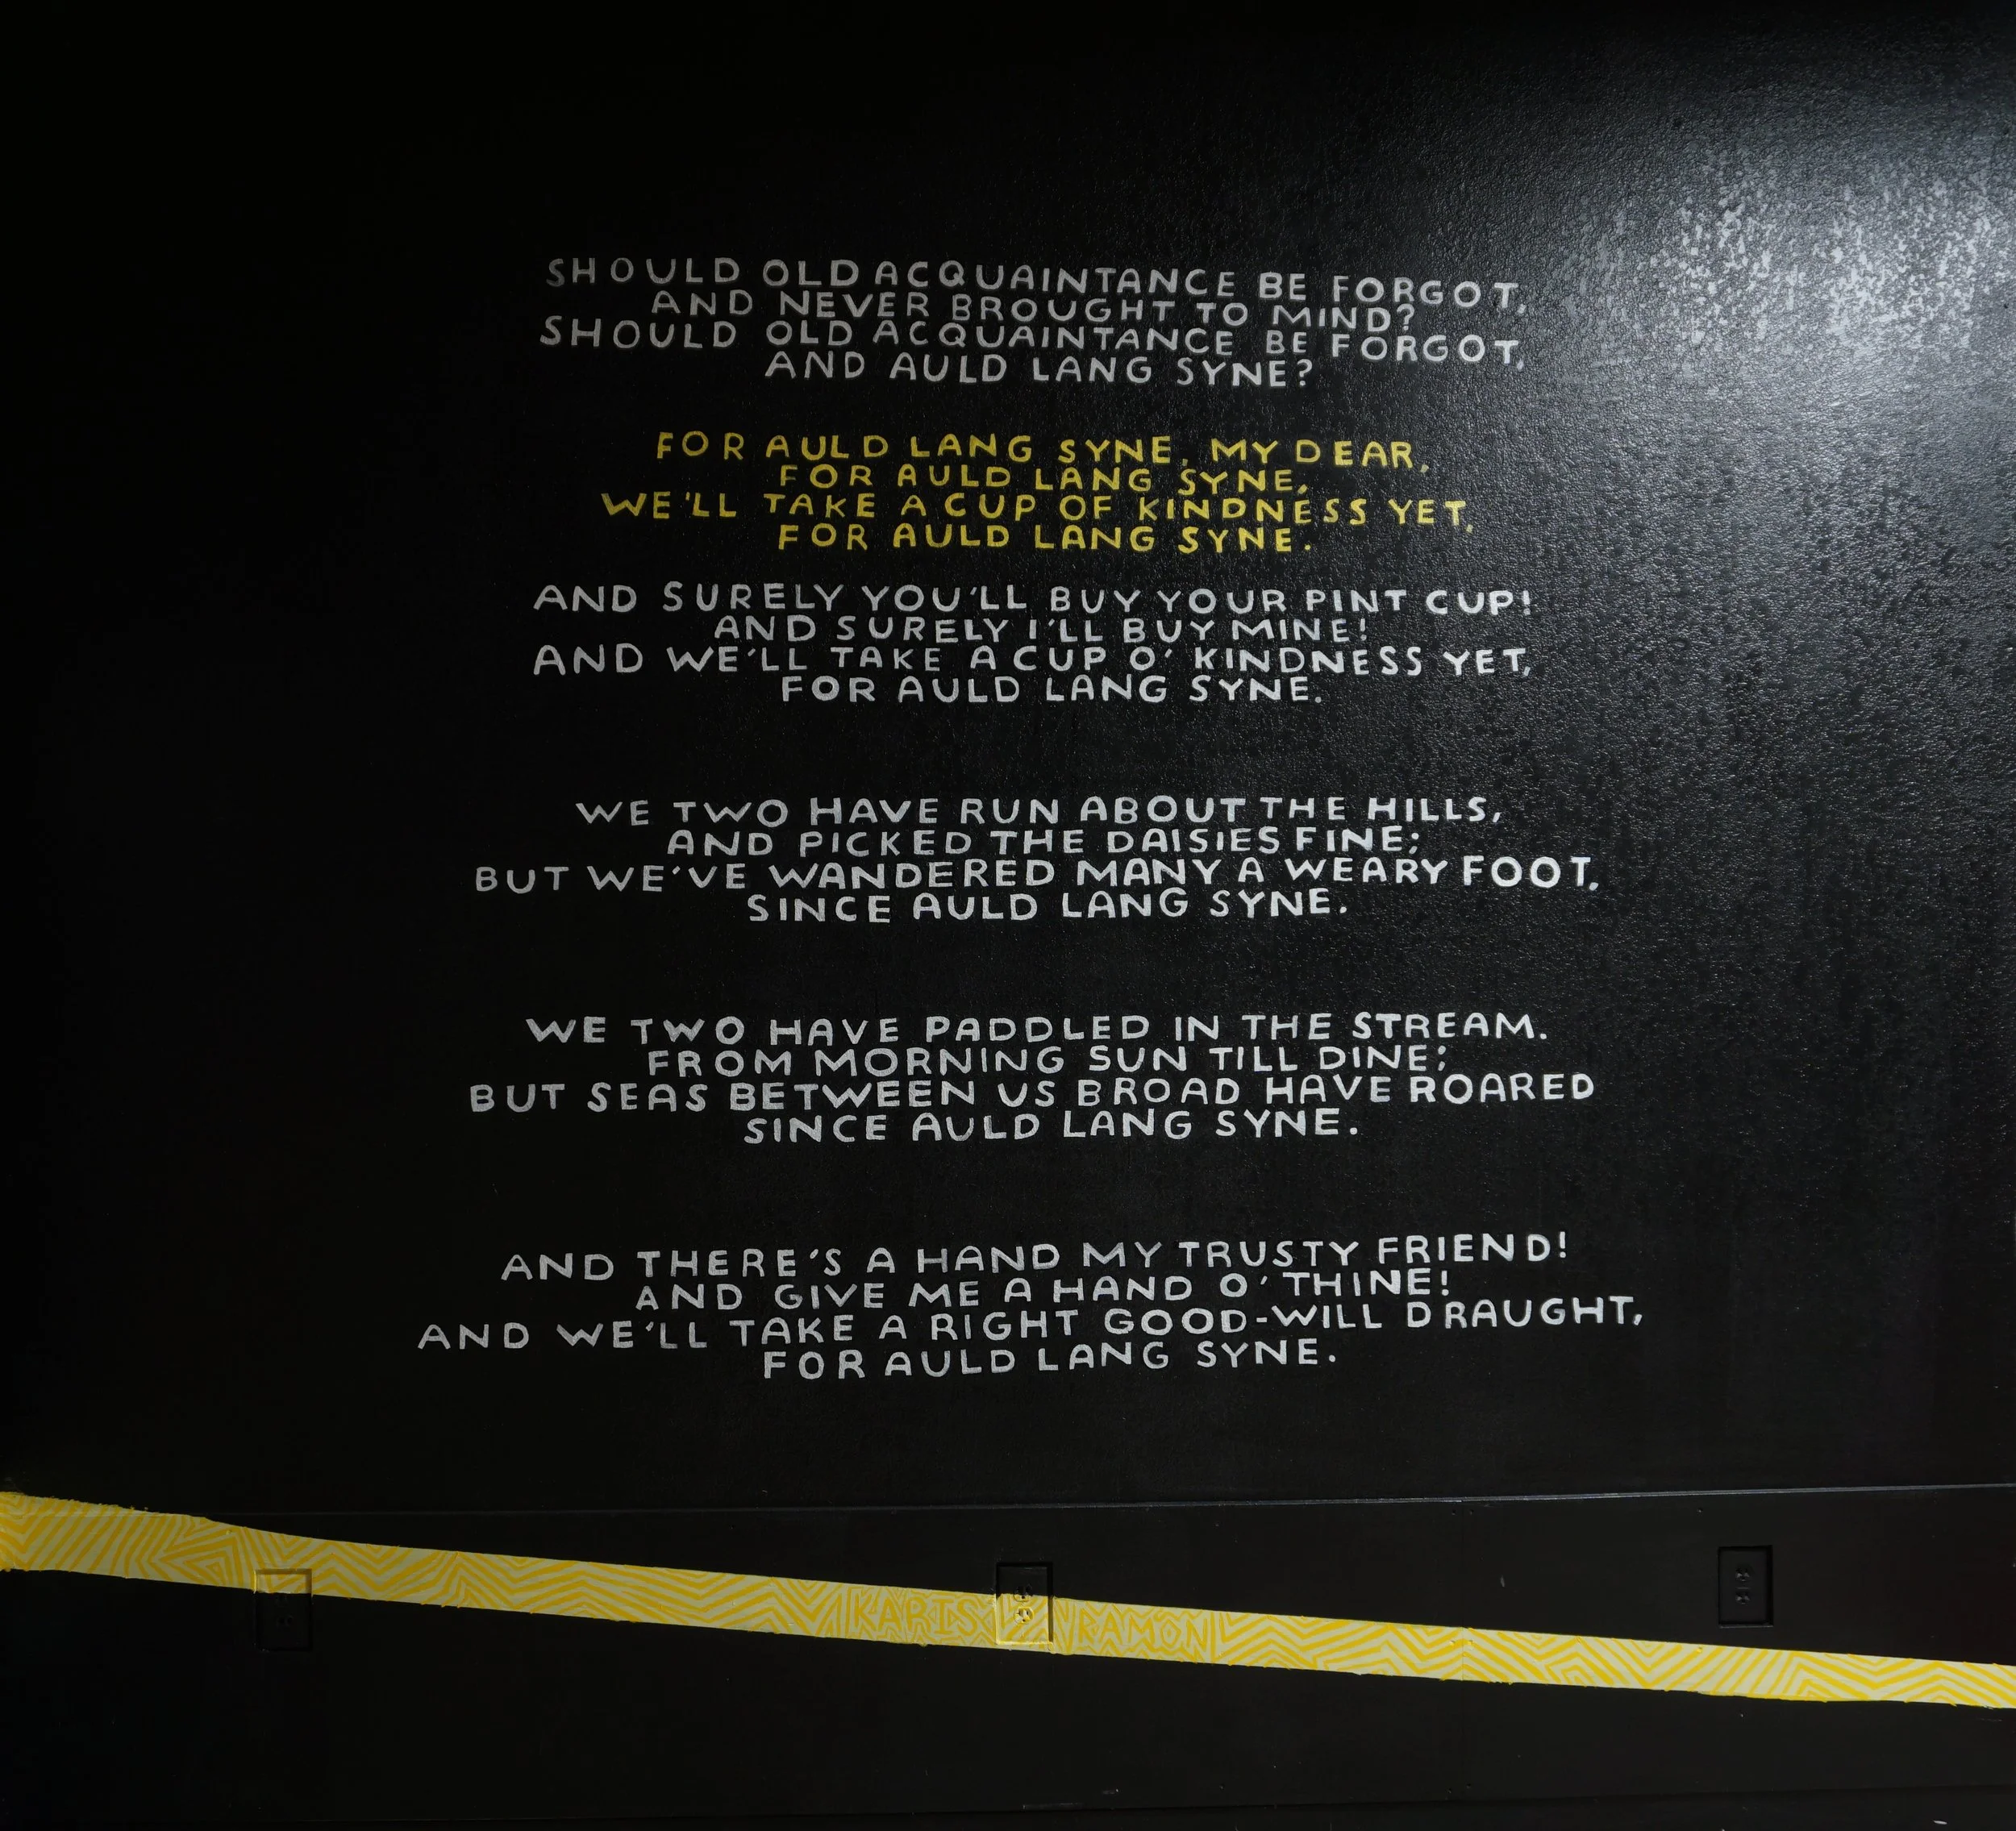 SHOULD OLD ACQUAINTANCE BE FORGOT,
AND NEVER BROUGHT TO MIND?
SHOULD OLD ACQUAINTANCE BE FORGOT,
AND AULD LANG SYNE?
FOR AULD LANG SYNE, MY DEAR,
FOR AULD LANG SYNE,
WE'LL TAKE A CUP OF KINDNESS YET,
FOR AULD LANG SYNE.
AND SURELY YOU'LL BUY YOUR PINT CUP!
AND SURELY I'LL BUY MINE!
AND WE'LL TAKE A CUP O' KINDNESS YET,
FOR AULD LANG SYNE.
WE TWO HAVE RUN ABOUT THE HILLS,
AND PICKED THE DAISIES FINE;
BUT WE'VE WANDERED MANY A WEARY FOOT,
SINCE AULD LANG SYNE.
WE TWO HAVE PADDLED IN THE STREAM.
FROM MORNING SUN TILL DINE;
BUT SEAS BETWEEN US BROAD HAVE ROARED
SINCE AULD LANG SYNE.
AND THERE'S A HAND MY TRUSTY FRIEND!
AND GIVE ME A HAND O' THINE!
AND WE'LL TAKE A RIGHT GOOD-WILL DRAUGHT,
FOR AULD LANG SYNE.
KARIS RAMON